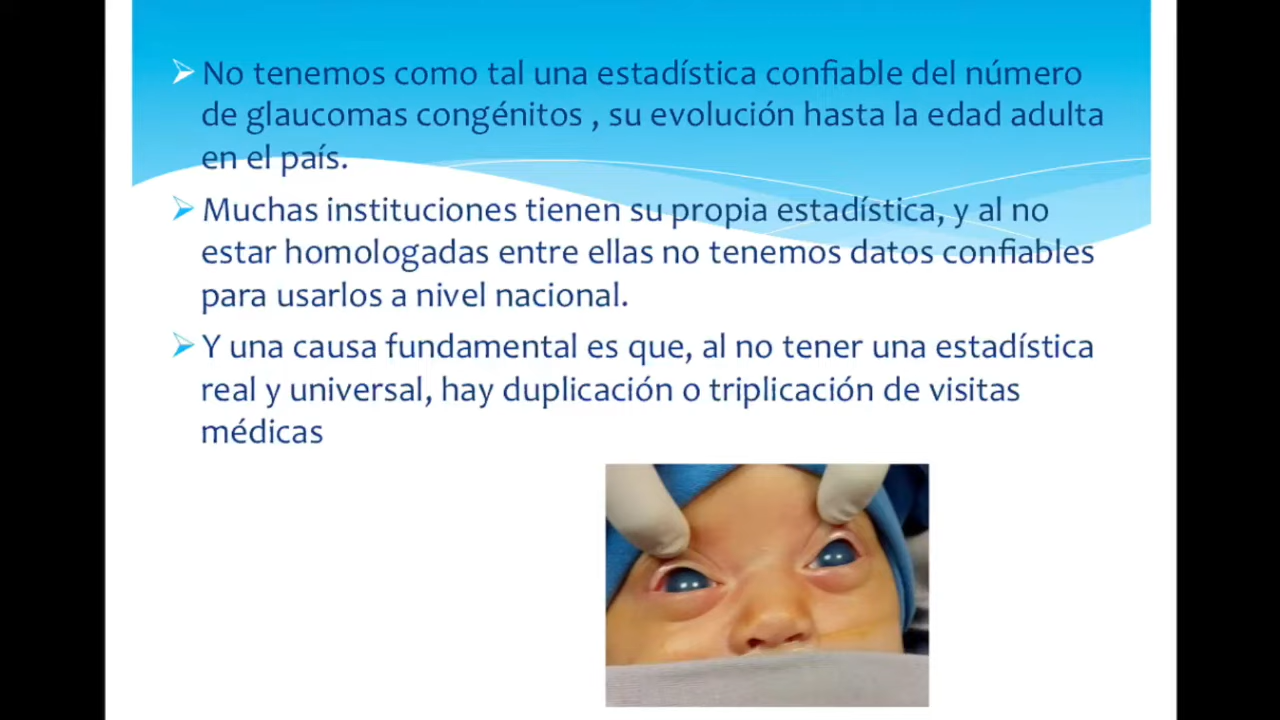 No tenemos como tal una estadística confiable del número
de glaucomas congénitos , su evolución hasta la edad adulta
en el país.
Muchas instituciones tienen su propia estadística, y al no
estar homologadas entre ellas no tenemos datos confiables
para usarlos a nivel nacional.
Y una causa fundamental es que, al no tener una estadística
real y universal, hay duplicación o triplicación de visitas
médicas